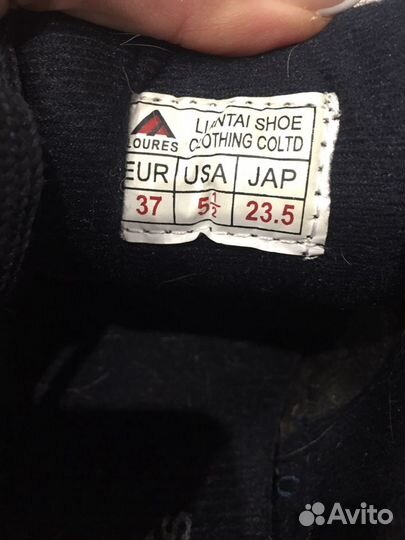 LOURES
LIANTAI SHOE
CLOTHING COLTD
EUR USA JAP
37 5½ 23.5
Avito